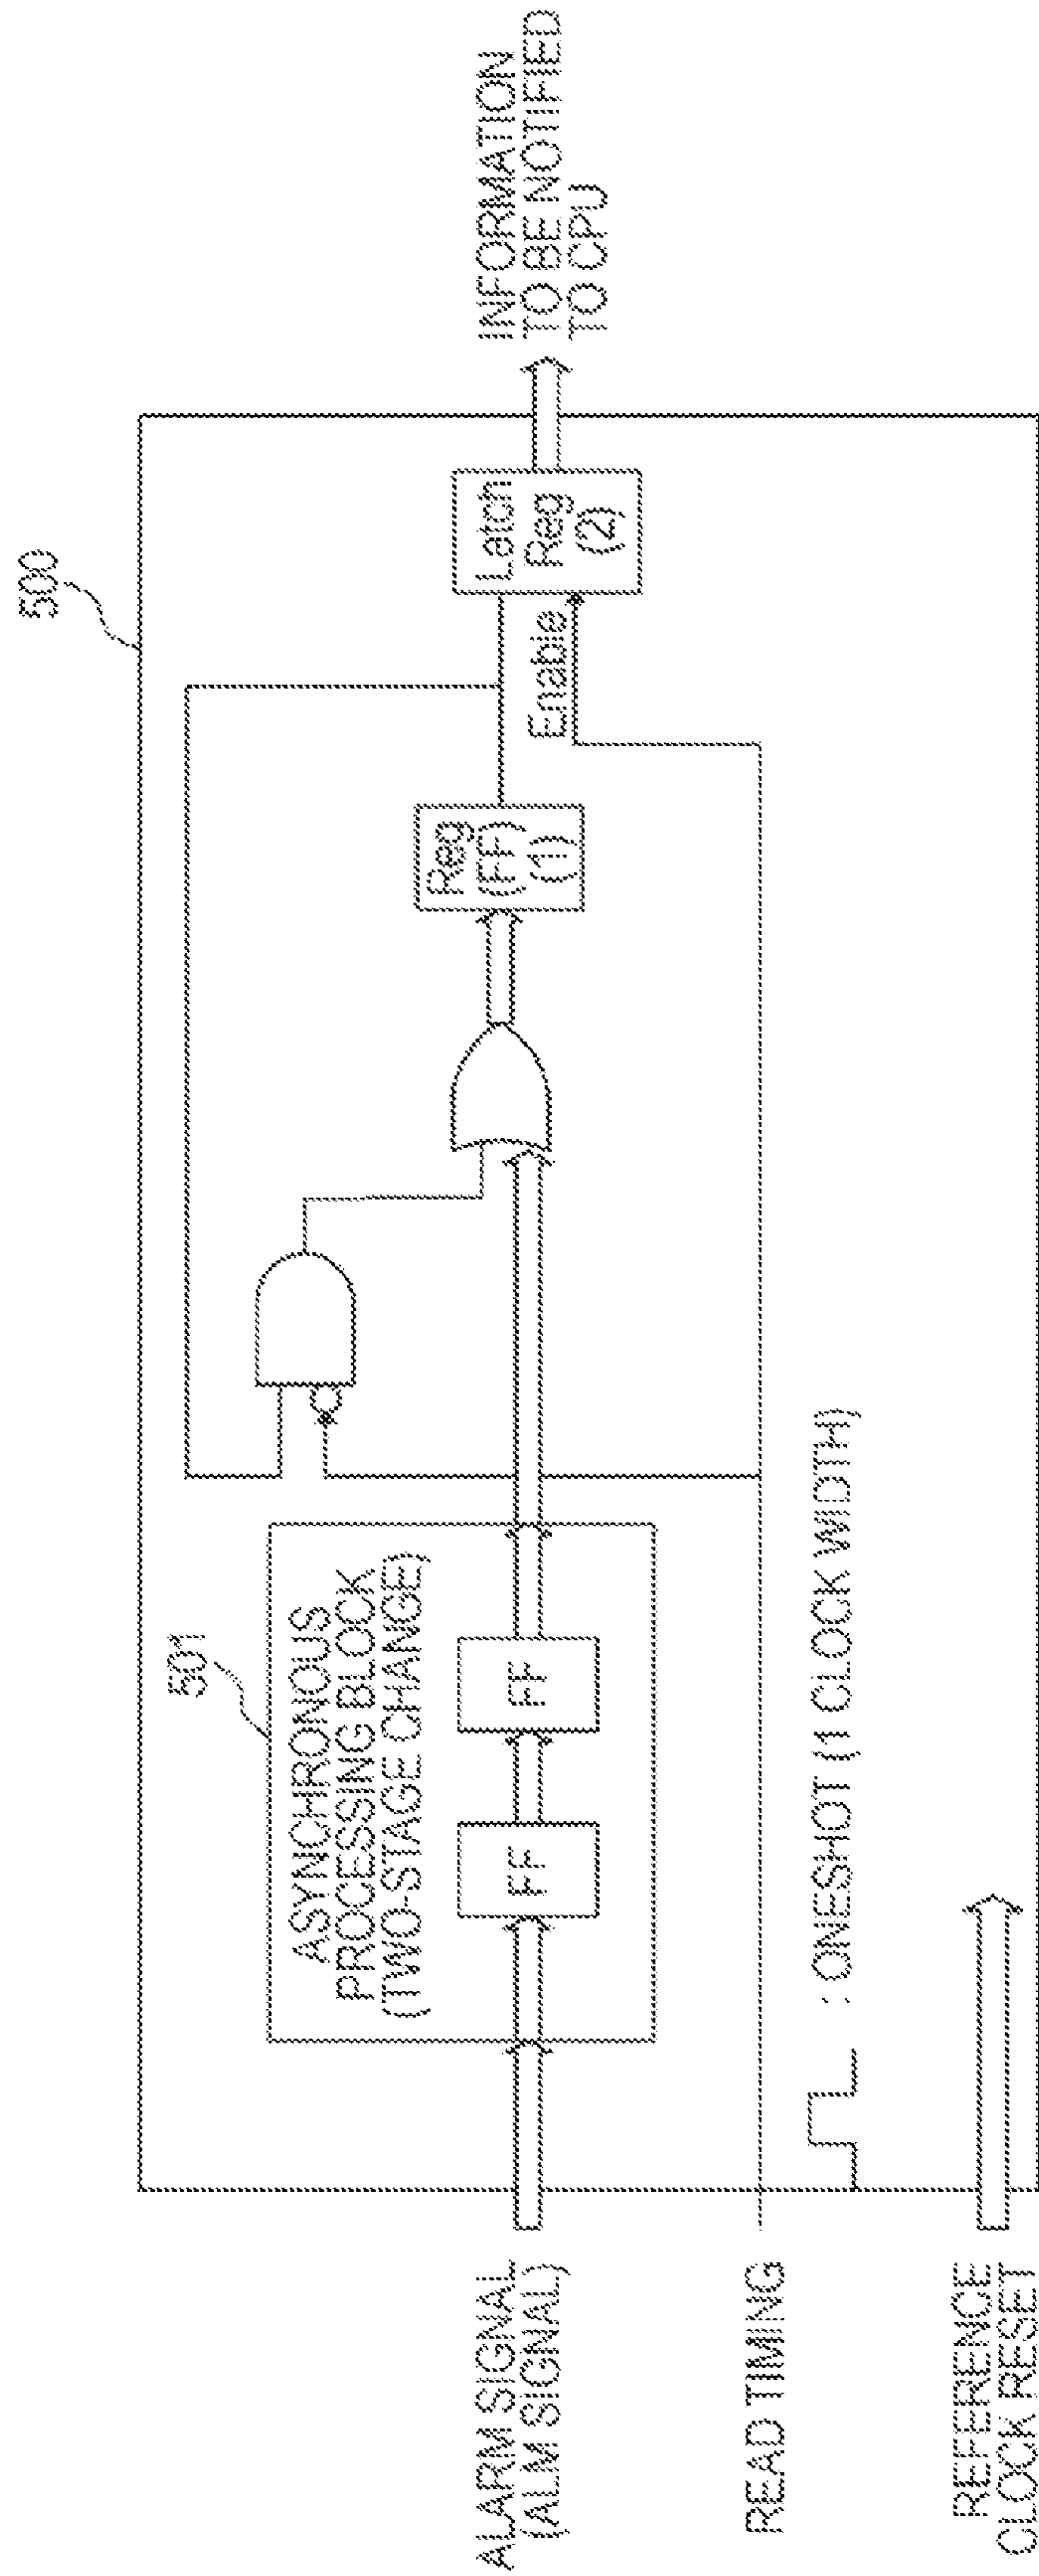 500
501
ASYNCHRONOUS
PROCESSING BLOCK
(TWO-STAGE CHANGE)
FF
FF
Reg
(FF)
(1)
Latch
Reg
(2)
Enable
INFORMATION
TO BE NOTIFIED
TO CPU
ALARM SIGNAL
(ALM SIGNAL)
READ TIMING
: ONESHOT (1 CLOCK WIDTH)
REFERENCE
CLOCK RESET